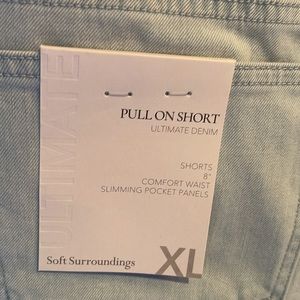 ULTIMATE
PULL ON SHORT
ULTIMATE DENIM
SHORTS
8"
COMFORT WAIST
SLIMMING POCKET PANELS
Soft Surroundings
XL